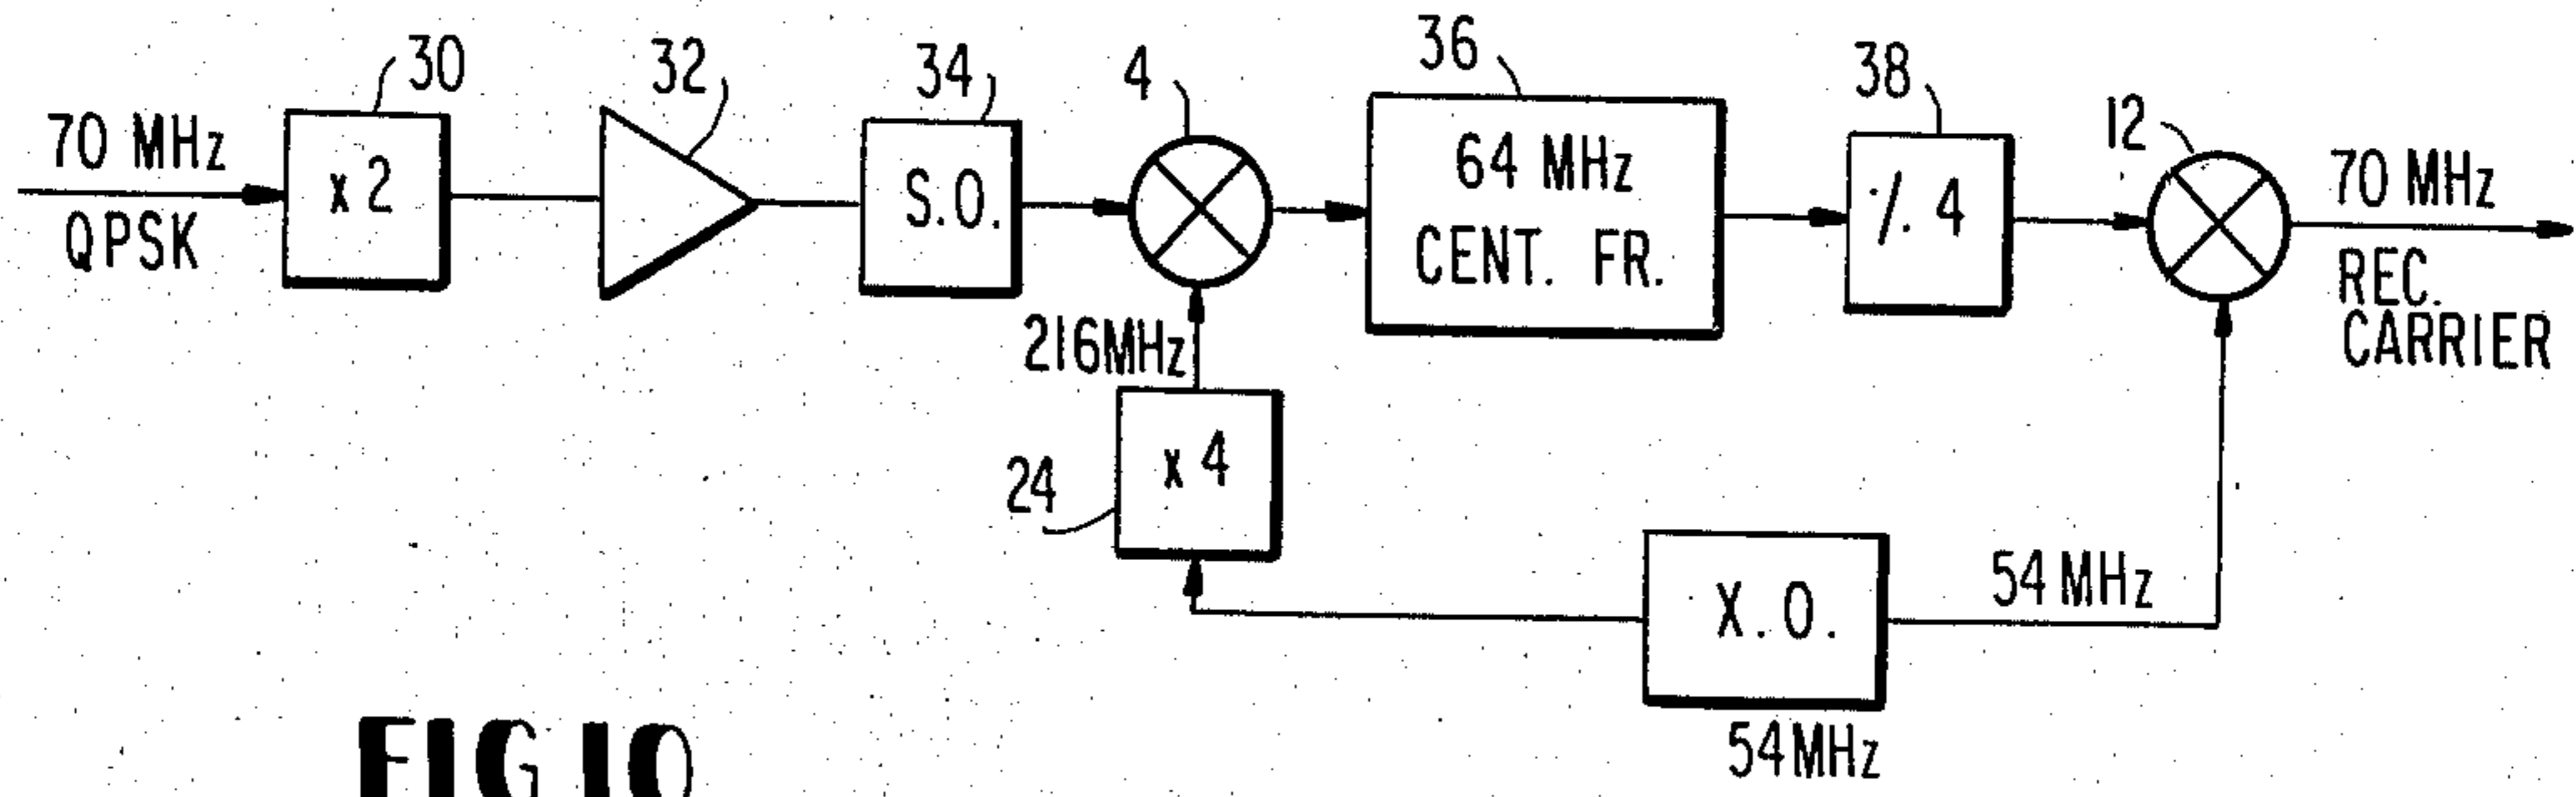 30
32
34
4
36
38
12
70 MHz
QPSK
x 2
S.O.
64 MHz
CENT. FR.
./. 4
70 MHz
REC.
CARRIER
216MHz
24
x 4
X.O.
54 MHz
54MHz
FIG 10